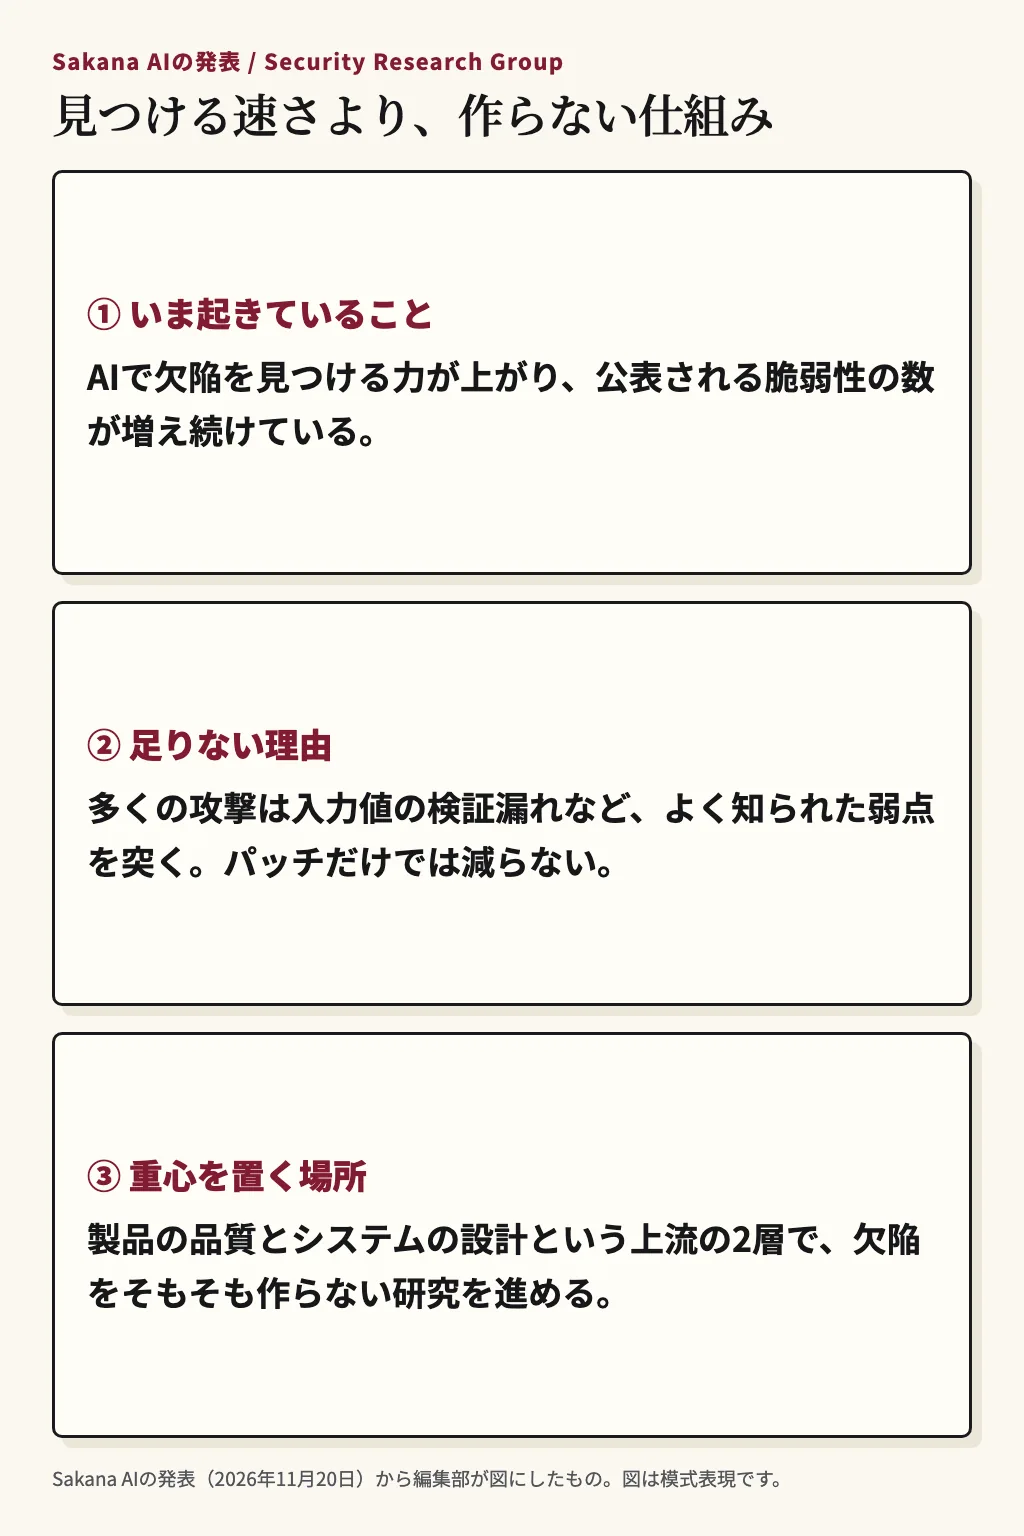 Sakana AIの発表 / Security Research Group
見つける速さより、作らない仕組み
① いま起きていること
AIで欠陥を見つける力が上がり、公表される脆弱性の数
が増え続けている。
② 足りない理由
多くの攻撃は入力値の検証漏れなど、よく知られた弱点
を突く。パッチだけでは減らない。
③ 重心を置く場所
製品の品質とシステムの設計という上流の2層で、欠陥
をそもそも作らない研究を進める。
Sakana AIの発表（2026年11月20日）から編集部が図にしたもの。図は模式表現です。